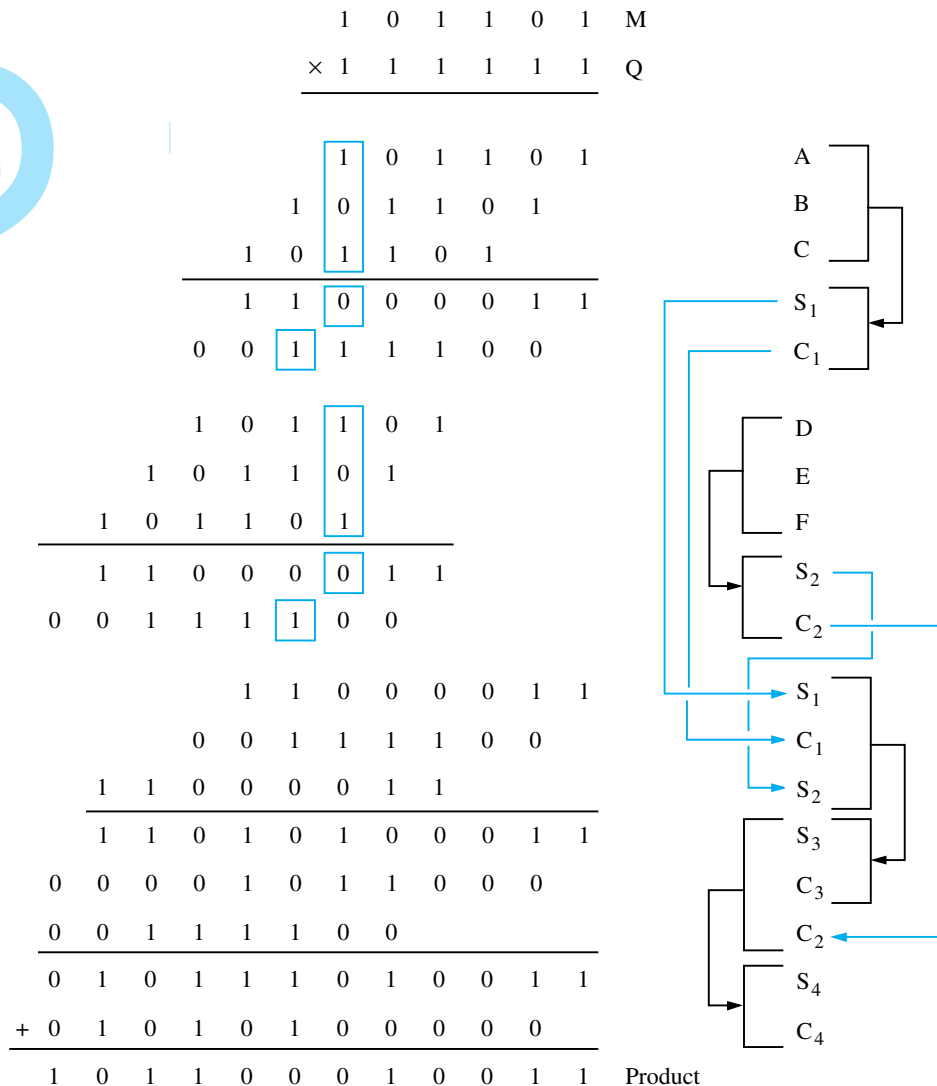 1 0 1 1 0 1 M
× 1 1 1 1 1 1 Q
1 0 1 1 0 1 A
1 0 1 1 0 1 B
1 0 1 1 0 1 C
1 1 0 0 0 0 1 1 S1
0 0 1 1 1 1 0 0 C1
1 0 1 1 0 1 D
1 0 1 1 0 1 E
1 0 1 1 0 1 F
1 1 0 0 0 0 1 1 S2
0 0 1 1 1 1 0 0 C2
1 1 0 0 0 0 1 1 S1
0 0 1 1 1 1 0 0 C1
1 1 0 0 0 0 1 1 S2
1 1 0 1 0 1 0 0 0 1 1 S3
0 0 0 0 1 0 1 1 0 0 0 C3
0 0 1 1 1 1 0 0 C2
0 1 0 1 1 1 0 1 0 0 1 1 S4
+ 0 1 0 1 0 1 0 0 0 0 0 C4
1 0 1 1 0 0 0 1 0 0 1 1 Product